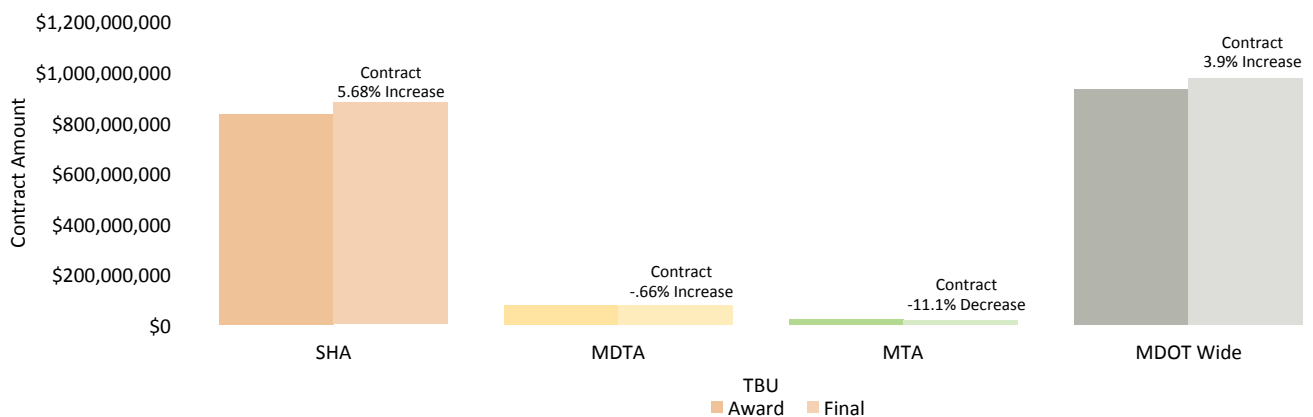 $1,200,000,000
$1,000,000,000
$800,000,000
$600,000,000
$400,000,000
$200,000,000
$0
Contract Amount
Contract
5.68% Increase
Contract
-.66% Increase
Contract
-11.1% Decrease
Contract
3.9% Increase
SHA
MDTA
MTA
MDOT Wide
TBU
Award
Final